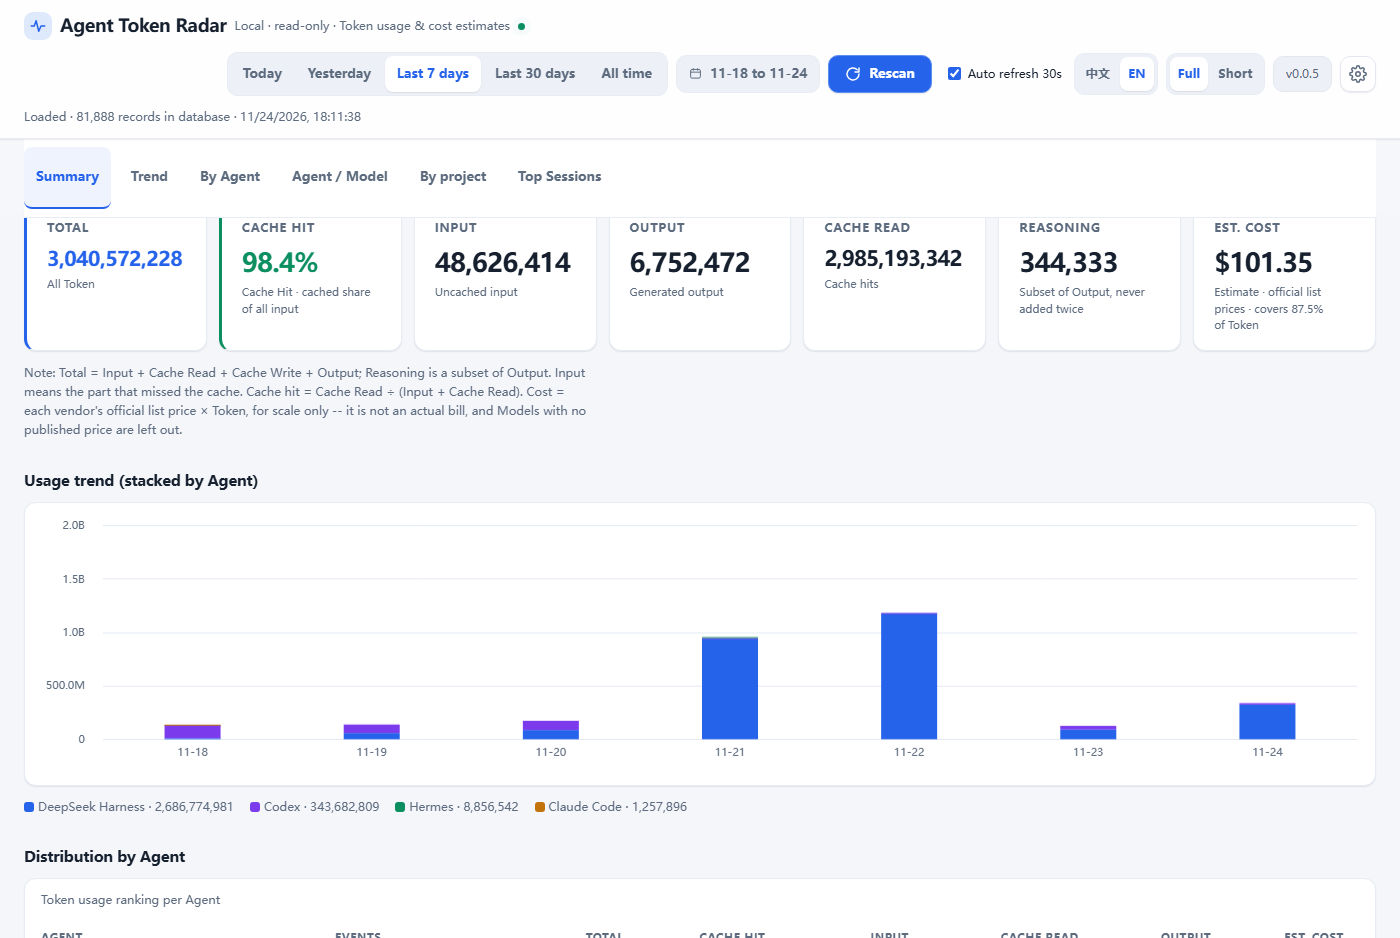 Agent Token Radar Local · read-only · Token usage & cost estimates
Today Yesterday Last 7 days Last 30 days All time 11-18 to 11-24 Rescan Auto refresh 30s 中文 EN Full Short v0.0.5
Loaded · 81,888 records in database · 11/24/2026, 18:11:38
Summary Trend By Agent Agent / Model By project Top Sessions
TOTAL
3,040,572,228
All Token
CACHE HIT
98.4%
Cache Hit · cached share
of all input
INPUT
48,626,414
Uncached input
OUTPUT
6,752,472
Generated output
CACHE READ
2,985,193,342
Cache hits
REASONING
344,333
Subset of Output, never
added twice
EST. COST
$101.35
Estimate · official list
prices · covers 87.5%
of Token
Note: Total = Input + Cache Read + Cache Write + Output; Reasoning is a subset of Output. Input
means the part that missed the cache. Cache hit = Cache Read ÷ (Input + Cache Read). Cost =
each vendor's official list price × Token, for scale only -- it is not an actual bill, and Models with no
published price are left out.
Usage trend (stacked by Agent)
2.0B
1.5B
1.0B
500.0M
0
11-18 11-19 11-20 11-21 11-22 11-23 11-24
DeepSeek Harness · 2,686,774,981 Codex · 343,682,809 Hermes · 8,856,542 Claude Code · 1,257,896
Distribution by Agent
Token usage ranking per Agent
AGENT EVENTS TOTAL CACHE HIT INPUT CACHE READ OUTPUT EST. COST